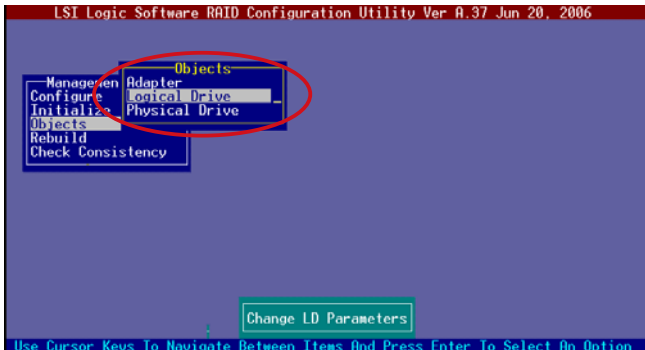 LSI Logic Software RAID Configuration Utility Ver A.37 Jun 20, 2006
Objects
Adapter
Logical Drive
Physical Drive
Managemen
Configure
Initialize
Objects
Rebuild
Check Consistency
Change LD Parameters
Use Cursor Keys To Navigate Between Items And Press Enter To Select An Option